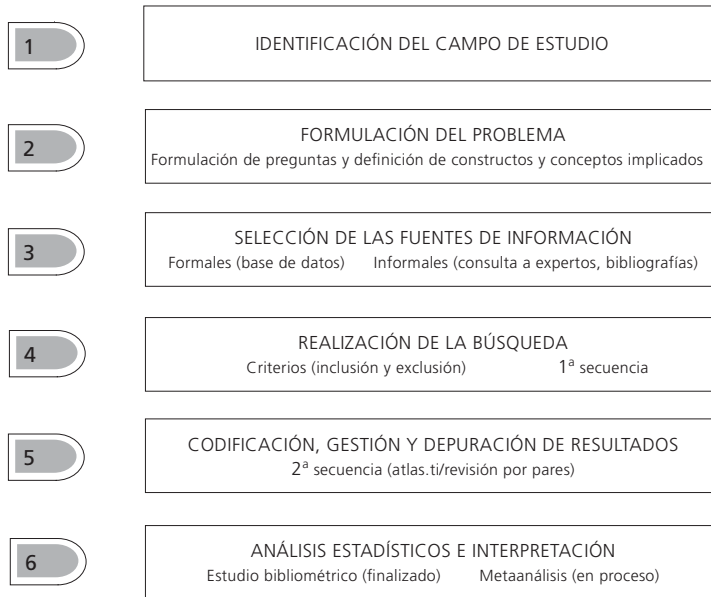 1
IDENTIFICACIÓN DEL CAMPO DE ESTUDIO
2
FORMULACIÓN DEL PROBLEMA
Formulación de preguntas y definición de constructos y conceptos implicados
3
SELECCIÓN DE LAS FUENTES DE INFORMACIÓN
Formales (base de datos) Informales (consulta a expertos, bibliografías)
4
REALIZACIÓN DE LA BÚSQUEDA
Criterios (inclusión y exclusión) 1ª secuencia
5
CODIFICACIÓN, GESTIÓN Y DEPURACIÓN DE RESULTADOS
2ª secuencia (atlas.ti/revisión por pares)
6
ANÁLISIS ESTADÍSTICOS E INTERPRETACIÓN
Estudio bibliométrico (finalizado) Metaanálisis (en proceso)